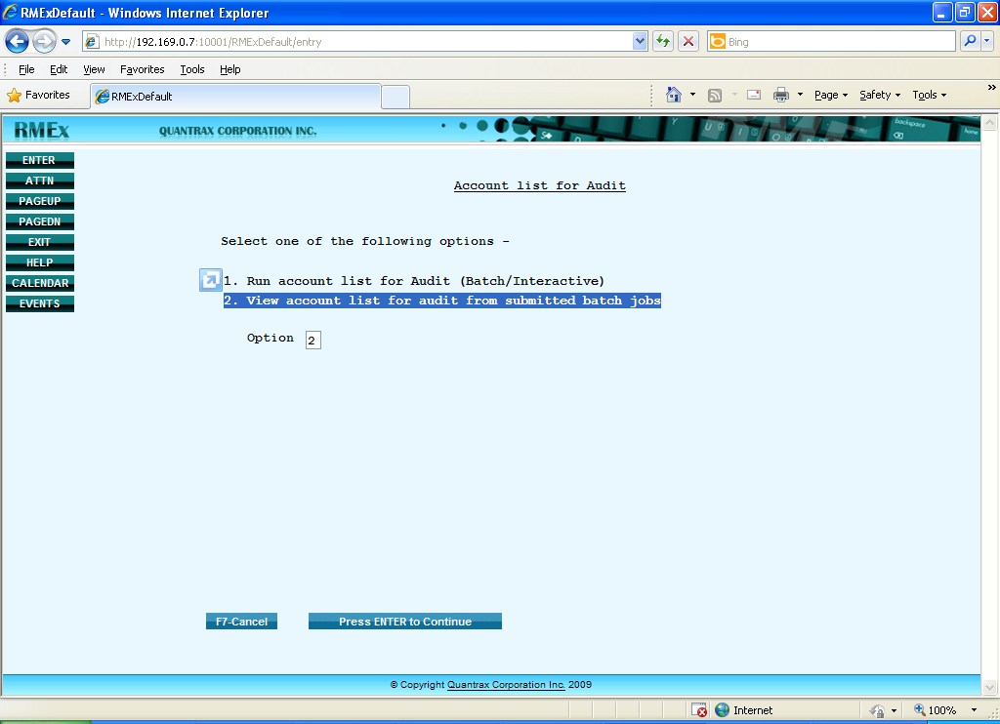 RMExDefault - Windows Internet Explorer
http://192.169.0.7:10001/RMExDefault/entry
Bing
File Edit View Favorites Tools Help
Favorites
RMExDefault
Page Safety Tools »
RMEx
QUANTRAX CORPORATION INC.
backspace
home
ENTER
ATTN
PAGEUP
PAGEDN
EXIT
HELP
CALENDAR
EVENTS
Account list for Audit
Select one of the following options -
1. Run account list for Audit (Batch/Interactive)
2. View account list for audit from submitted batch jobs
Option 2
F7-Cancel Press ENTER to Continue
© Copyright Quantrax Corporation Inc. 2009
Internet 100%